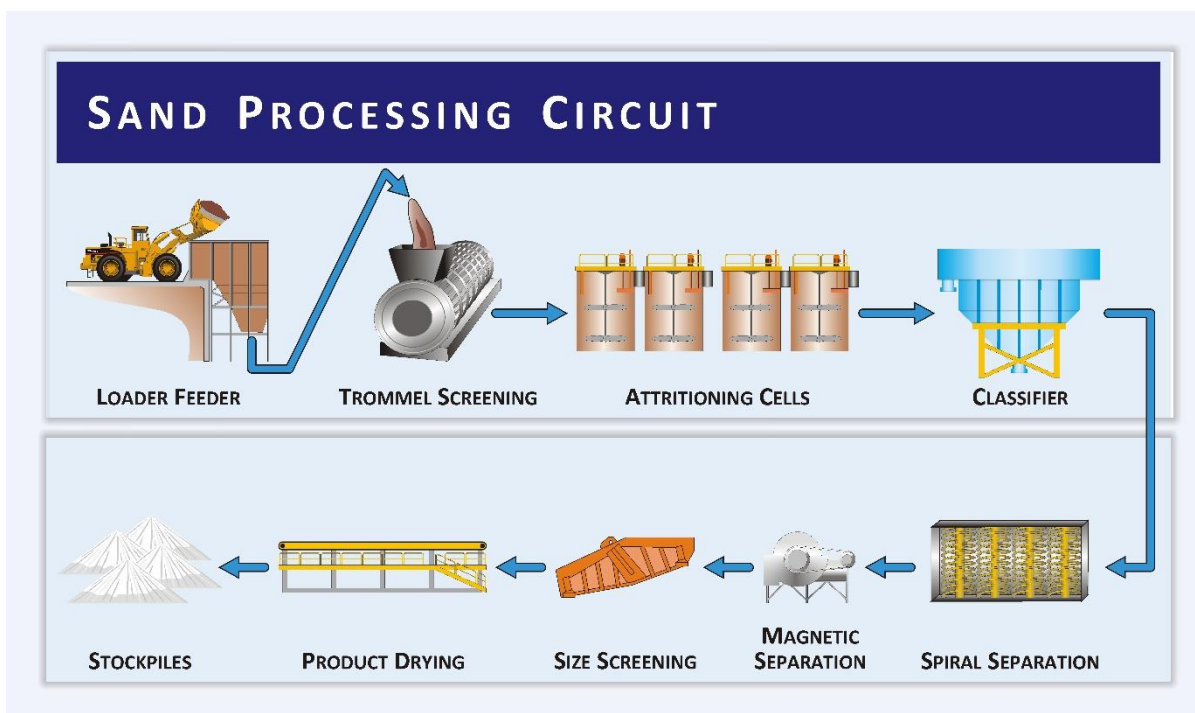 SAND PROCESSING CIRCUIT
LOADER FEEDER
TROMMEL SCREENING
ATTRITIONING CELLS
CLASSIFIER
STOCKPILES
PRODUCT DRYING
SIZE SCREENING
MAGNETIC
SEPARATION
SPIRAL SEPARATION